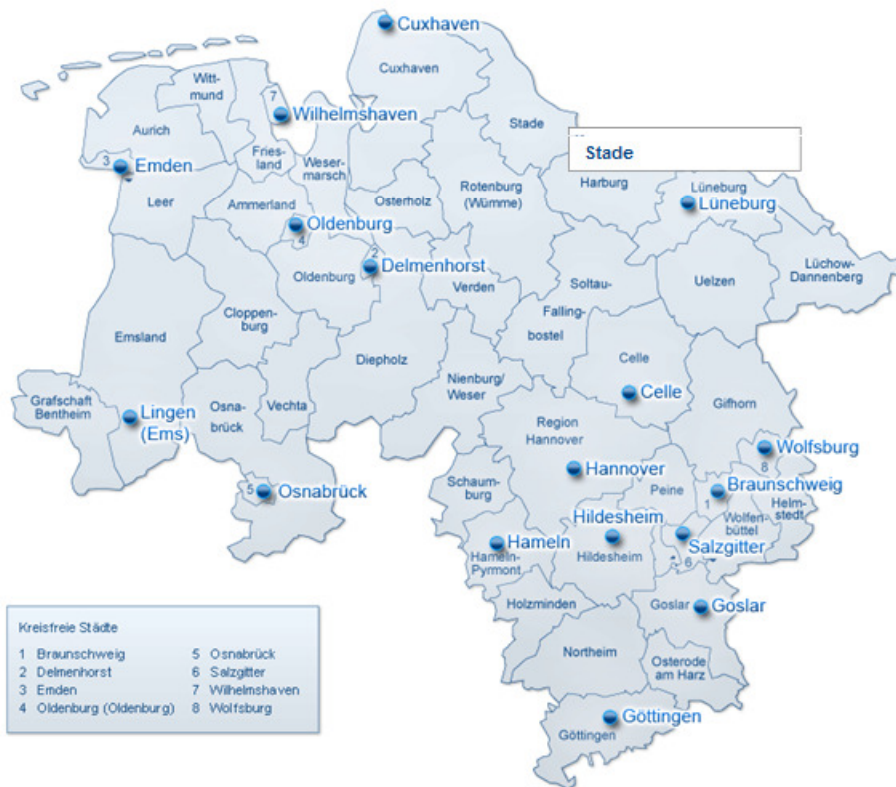 Cuxhaven
Cuxhaven
Witt-
mund
7
Wilhelmshaven
Stade
Stade
Aurich
Fries-
land
Weser-
marsch
3
Emden
Harburg
Lüneburg
Lüneburg
Leer
Ammerland
Osterholz
Rotenburg
(Wümme)
Oldenburg
4
2
Delmenhorst
Oldenburg
Verden
Soltau-
Falling-
bostel
Uelzen
Lüchow-
Dannenberg
Cloppen-
burg
Emsland
Diepholz
Celle
Celle
Nienburg/
Weser
Grafschaft
Bentheim
Lingen
(Ems)
Osna-
brück
Vechta
Gifhorn
Region
Hannover
Hannover
Wolfsburg
8
5
Osnabrück
Schaum-
burg
Peine
Braunschweig
1
Helm-
stedt
Wolfen-
büttel
Hildesheim
Hildesheim
Salzgitter
6
Hameln
Hameln-
Pyrmont
Holzminden
Goslar
Goslar
Northeim
Osterode
am Harz
Göttingen
Göttingen
Kreisfreie Städte
1 Braunschweig
2 Delmenhorst
3 Emden
4 Oldenburg (Oldenburg)
5 Osnabrück
6 Salzgitter
7 Wilhelmshaven
8 Wolfsburg